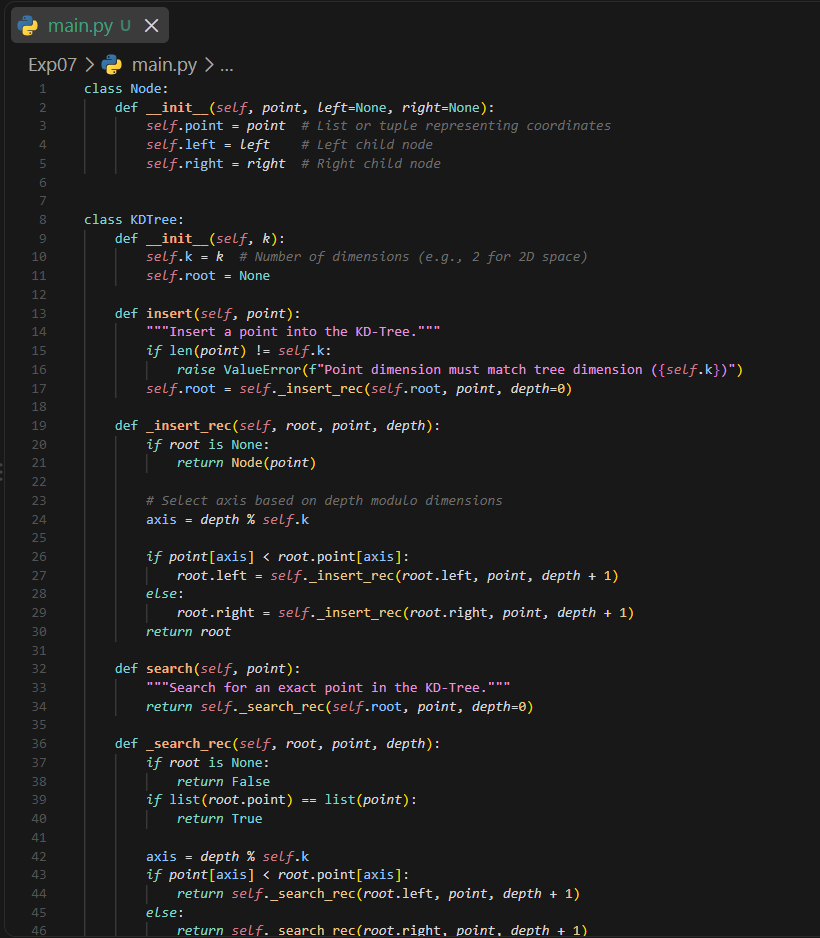 main.py U
Exp07 > main.py > ...
1 class Node:
2     def __init__(self, point, left=None, right=None):
3         self.point = point  # List or tuple representing coordinates
4         self.left = left    # Left child node
5         self.right = right  # Right child node
6
7
8 class KDTree:
9     def __init__(self, k):
10         self.k = k  # Number of dimensions (e.g., 2 for 2D space)
11         self.root = None
12
13     def insert(self, point):
14         """Insert a point into the KD-Tree."""
15         if len(point) != self.k:
16             raise ValueError(f"Point dimension must match tree dimension ({self.k})")
17         self.root = self._insert_rec(self.root, point, depth=0)
18
19     def _insert_rec(self, root, point, depth):
20         if root is None:
21             return Node(point)
22
23         # Select axis based on depth modulo dimensions
24         axis = depth % self.k
25
26         if point[axis] < root.point[axis]:
27             root.left = self._insert_rec(root.left, point, depth + 1)
28         else:
29             root.right = self._insert_rec(root.right, point, depth + 1)
30         return root
31
32     def search(self, point):
33         """Search for an exact point in the KD-Tree."""
34         return self._search_rec(self.root, point, depth=0)
35
36     def _search_rec(self, root, point, depth):
37         if root is None:
38             return False
39         if list(root.point) == list(point):
40             return True
41
42         axis = depth % self.k
43         if point[axis] < root.point[axis]:
44             return self._search_rec(root.left, point, depth + 1)
45         else:
46             return self._search_rec(root.right, point, depth + 1)